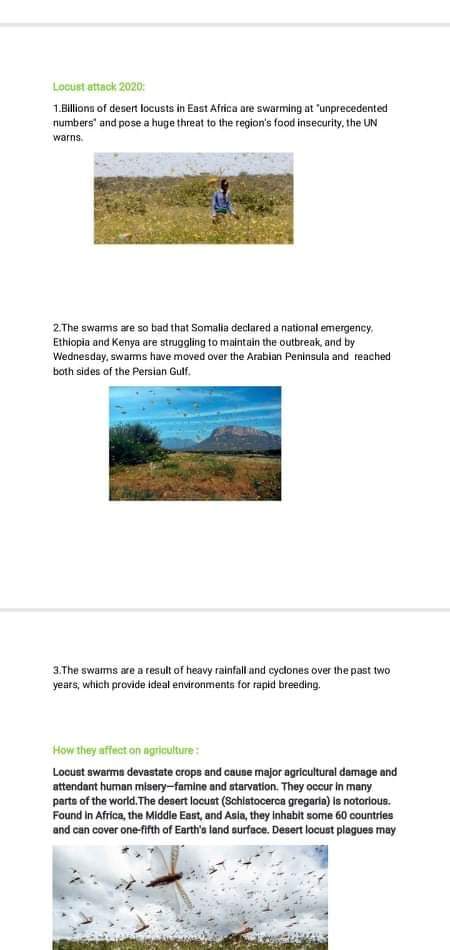 Locust attack 2020:
1.Billions of desert locusts in East Africa are swarming at "unprecedented
numbers" and pose a huge threat to the region's food insecurity, the UN
warns.
2.The swarms are so bad that Somalia declared a national emergency.
Ethiopia and Kenya are struggling to maintain the outbreak, and by
Wednesday, swarms have moved over the Arabian Peninsula and reached
both sides of the Persian Gulf.
3.The swarms are a result of heavy rainfall and cyclones over the past two
years, which provide ideal environments for rapid breeding.
How they affect on agriculture :
Locust swarms devastate crops and cause major agricultural damage and
attendant human misery—famine and starvation. They occur in many
parts of the world.The desert locust (Schistocerca gregaria) is notorious.
Found in Africa, the Middle East, and Asia, they inhabit some 60 countries
and can cover one-fifth of Earth's land surface. Desert locust plagues may